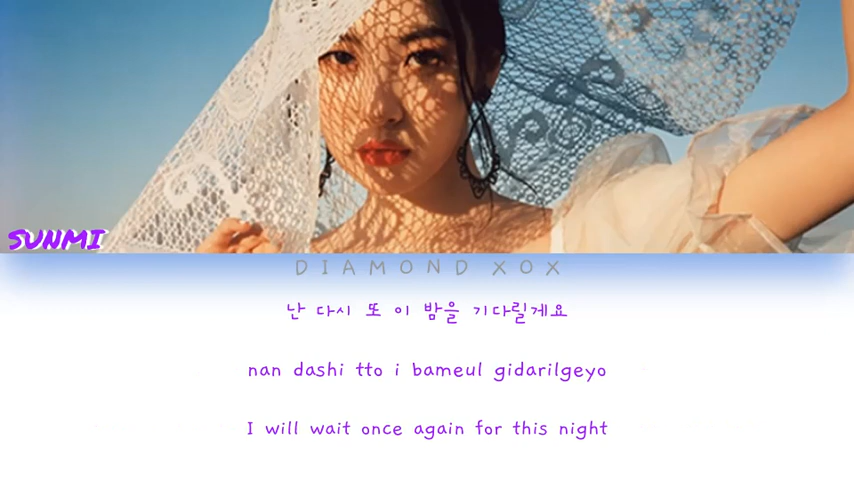 SUNMI
DIAMOND XOX
난 다시 또 이 밤을 기다릴게요
nan dashi tto i bameul gidarilgeyo
I will wait once again for this night